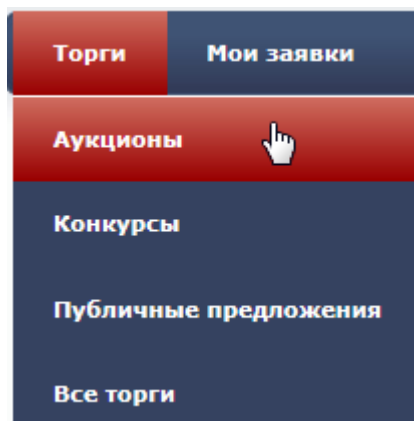 Торги Мои заявки
Аукционы
Конкурсы
Публичные предложения
Все торги